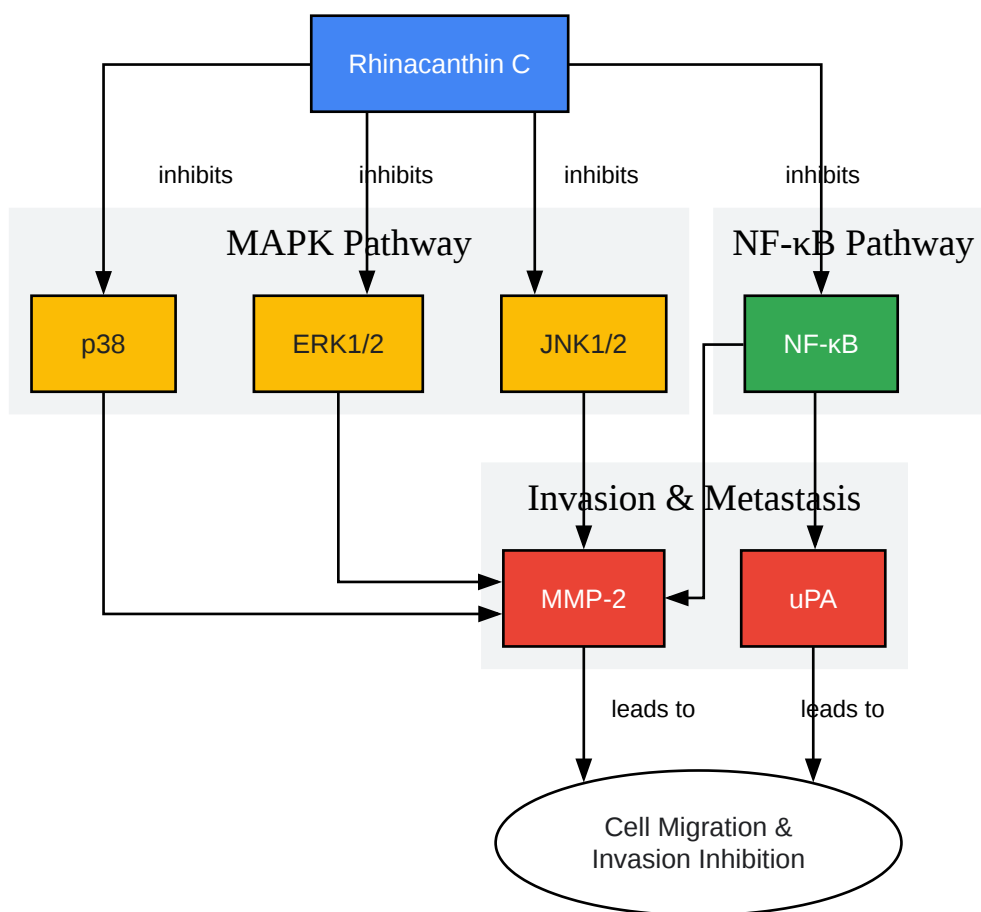 Rhinacanthin C
inhibits
inhibits
inhibits
inhibits
MAPK Pathway
NF-κB Pathway
p38
ERK1/2
JNK1/2
NF-κB
Invasion & Metastasis
MMP-2
uPA
leads to
leads to
Cell Migration &
Invasion Inhibition